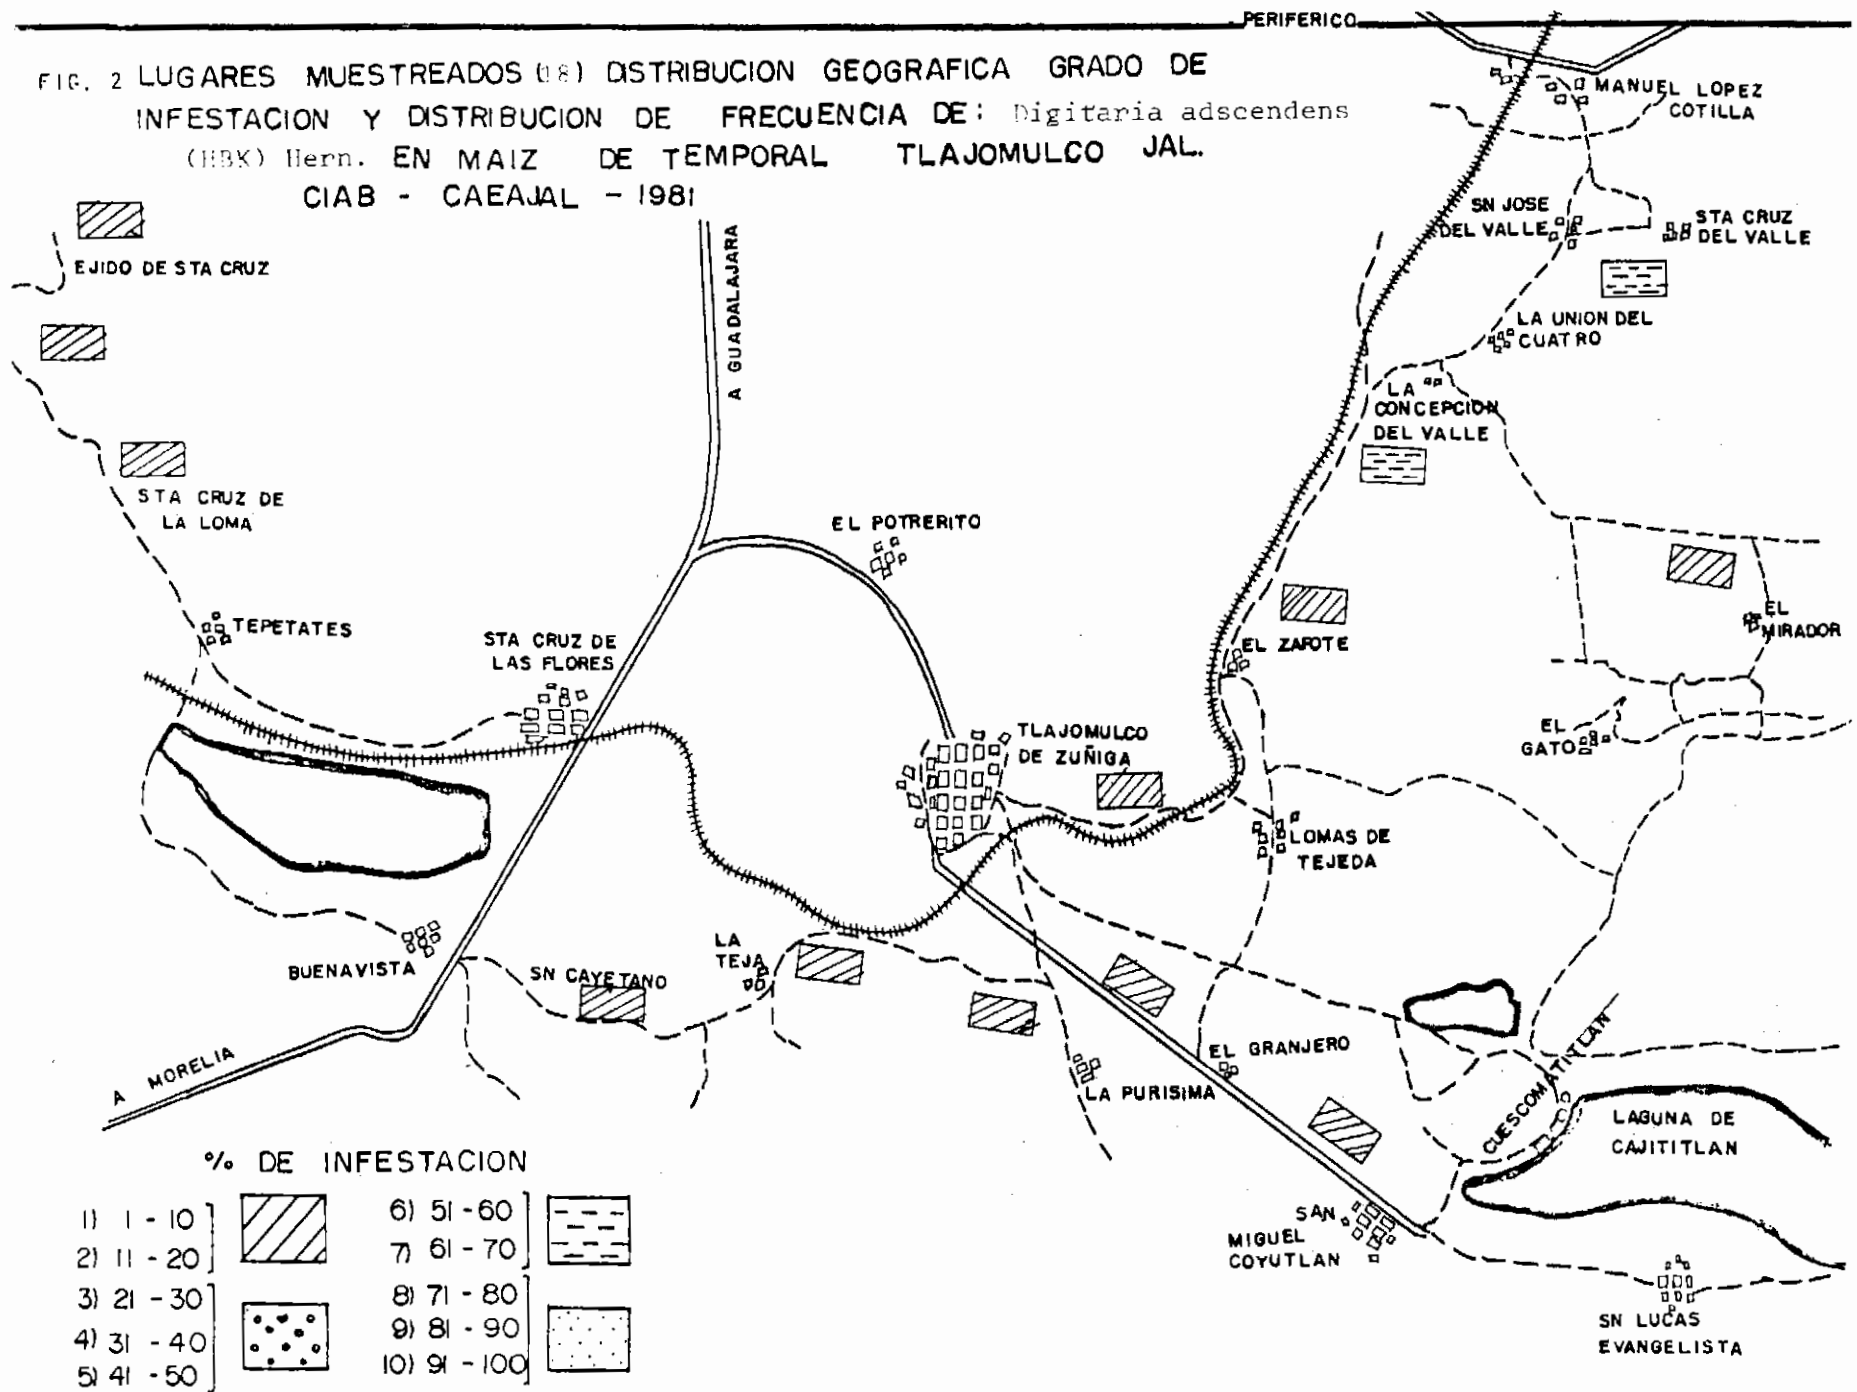 PERIFERICO
FIG. 2 LUGARES MUESTREADOS (18) DISTRIBUCION GEOGRAFICA GRADO DE
INFESTACION Y DISTRIBUCION DE FRECUENCIA DE: Digitaria adscendens
(HBK) Hern. EN MAIZ DE TEMPORAL TLAJOMULCO JAL.
CIAB - CAEAJAL - 1981
MANUEL LOPEZ
COTILLA
SN JOSE
DEL VALLE
STA CRUZ
DEL VALLE
EJIDO DE STA CRUZ
A GUADALAJARA
LA UNION DEL
CUATRO
LA
CONCEPCION
DEL VALLE
STA CRUZ DE
LA LOMA
EL POTRERITO
TEPETATES
STA CRUZ DE
LAS FLORES
EL ZAPOTE
EL
MIRADOR
TLAJOMULCO
DE ZUÑIGA
EL
GATO
LOMAS DE
TEJEDA
BUENAVISTA
SN CAYETANO
LA
TEJA
A MORELIA
EL GRANJERO
LA PURISIMA
CUESCOMATITLAN
LAGUNA DE
CAJITITLAN
SAN
MIGUEL
COYUTLAN
SN LUCAS
EVANGELISTA
% DE INFESTACION
1) 1 - 10
2) 11 - 20
3) 21 - 30
4) 31 - 40
5) 41 - 50
6) 51 - 60
7) 61 - 70
8) 71 - 80
9) 81 - 90
10) 91 - 100